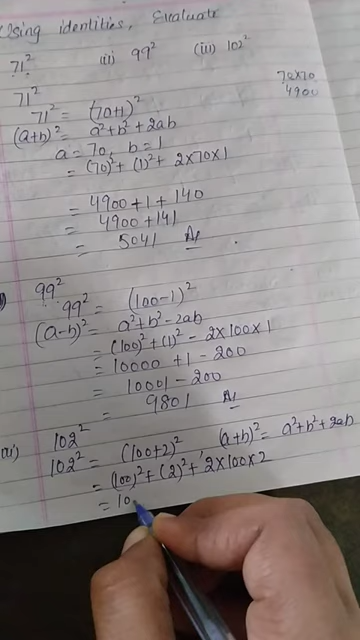 Using identities, Evaluate
71² (ii) 99² (iii) 102²
70×70
4900
71²
71² = (70+1)²
(a+b)² = a²+b²+2ab
a = 70, b = 1
= (70)² + (1)² + 2×70×1
= 4900 + 1 + 140
= 4900 + 141
= 5041
99²
99² = (100-1)²
(a-b)² = a²+b²-2ab
= (100)² + (1)² - 2×100×1
= 10000 + 1 - 200
= 10001 - 200
= 9801
(iii) 102²
102² = (100+2)² (a+b)² = a²+b²+2ab
= (100)² + (2)² + 2×100×2
= 10